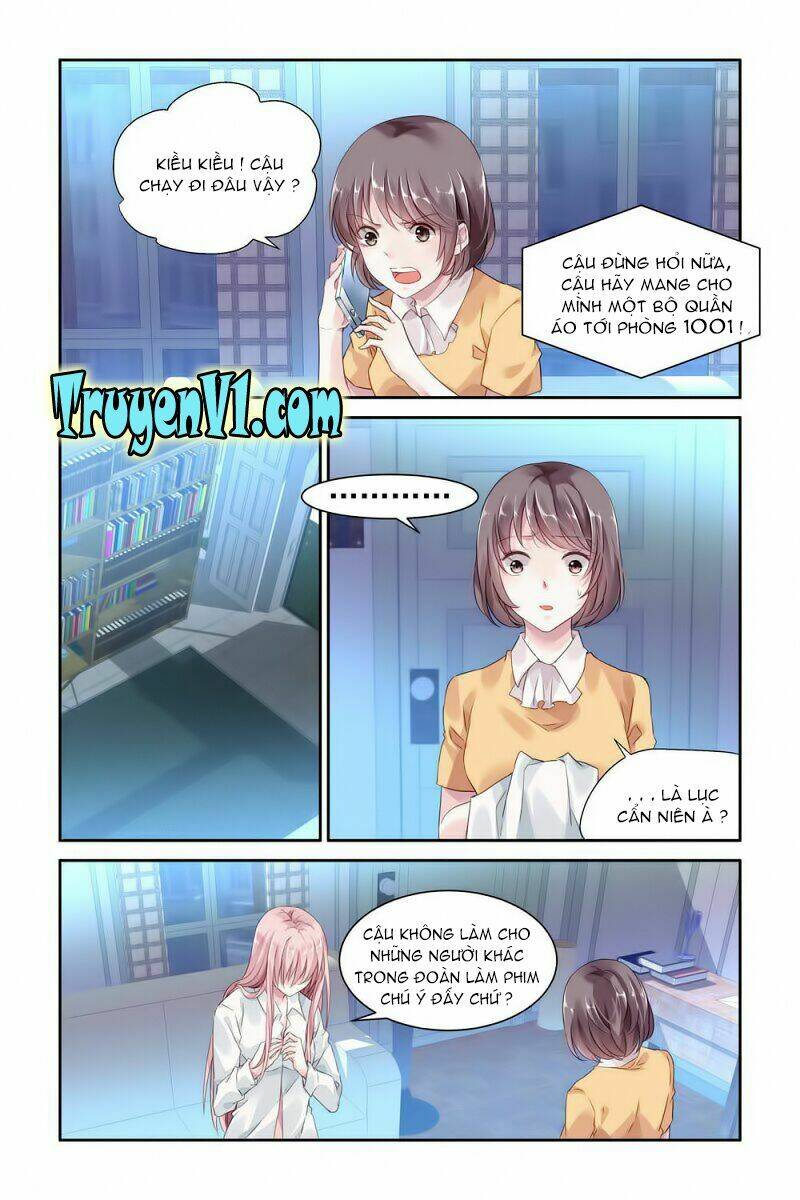 KIỀU KIỀU ! CẬU
CHẠY ĐI ĐÂU VẬY ?
CẬU ĐỪNG HỎI NỮA,
CẬU HÃY MANG CHO
MÌNH MỘT BỘ QUẦN
ÁO TỚI PHÒNG 1001 !
TruyenV1.com
............
. . . LÀ LỤC
CẨN NIÊN À ?
CẬU KHÔNG LÀM CHO
NHỮNG NGƯỜI KHÁC
TRONG ĐOÀN LÀM PHIM
CHÚ Ý ĐẤY CHỨ ?